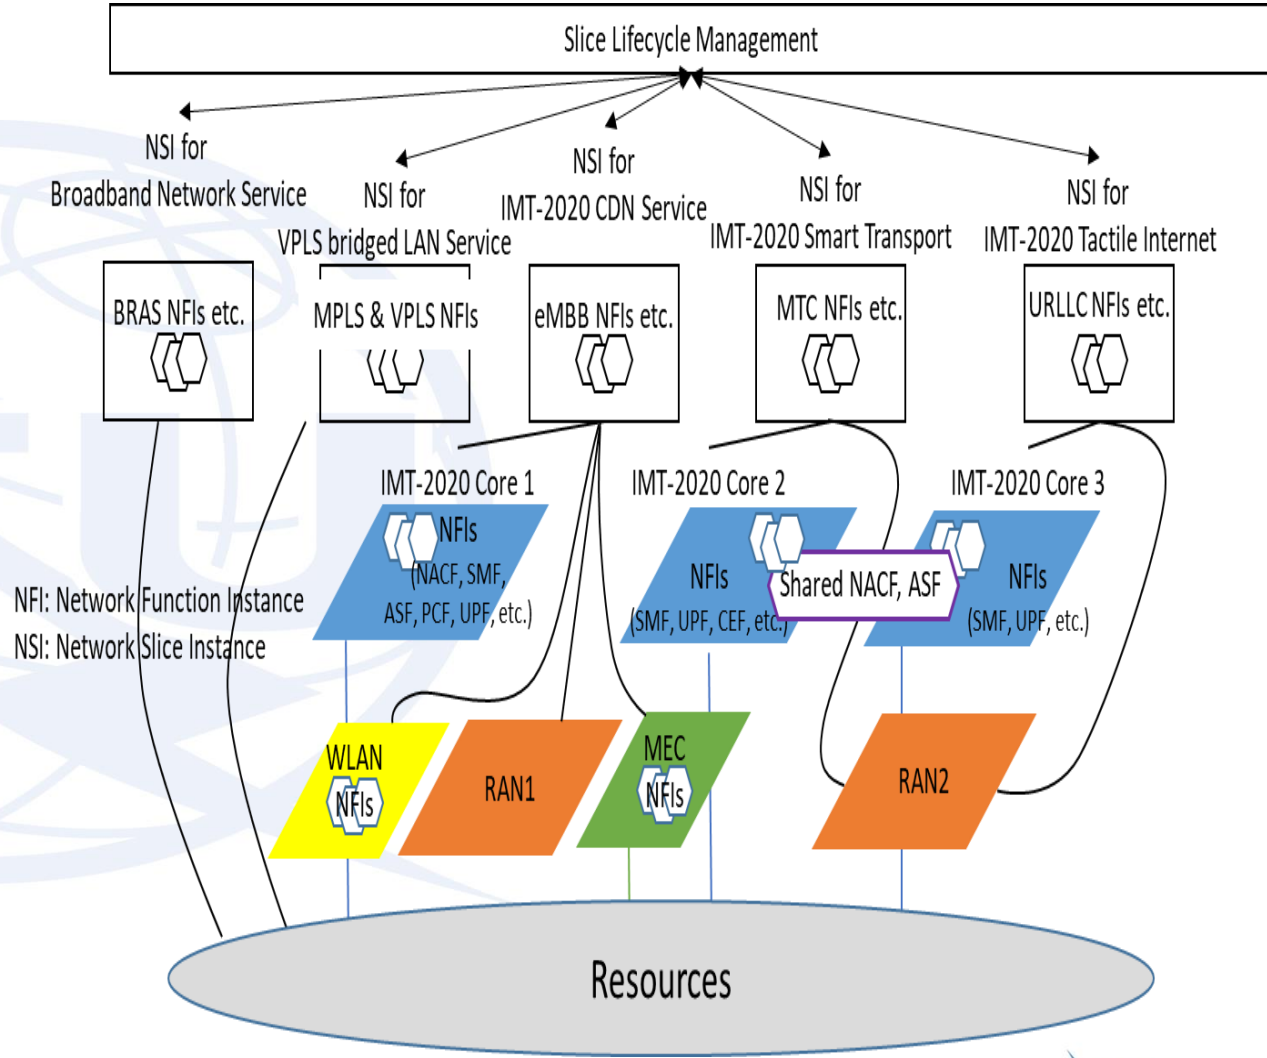 Slice Lifecycle Management
NSI for
Broadband Network Service
NSI for
VPLS bridged LAN Service
NSI for
IMT-2020 CDN Service
NSI for
IMT-2020 Smart Transport
NSI for
IMT-2020 Tactile Internet
BRAS NFIs etc.
MPLS & VPLS NFIs
eMBB NFIs etc.
MTC NFIs etc.
URLLC NFIs etc.
IMT-2020 Core 1
NFIs
(NACF, SMF,
ASF, PCF, UPF, etc.)
IMT-2020 Core 2
NFIs
(SMF, UPF, CEF, etc.)
Shared NACF, ASF
IMT-2020 Core 3
NFIs
(SMF, UPF, etc.)
NFI: Network Function Instance
NSI: Network Slice Instance
WLAN
NFIs
RAN1
MEC
NFIs
RAN2
Resources